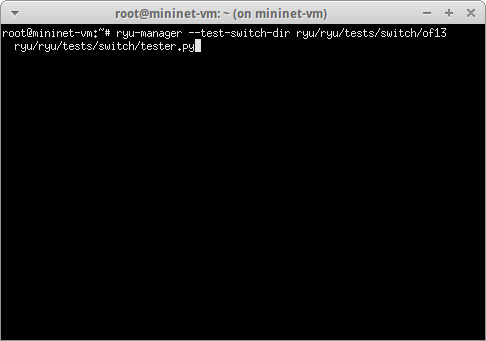 root@mininet-vm: ~ (on mininet-vm)
root@mininet-vm:~# ryu-manager --test-switch-dir ryu/ryu/tests/switch/of13
ryu/ryu/tests/switch/tester.py